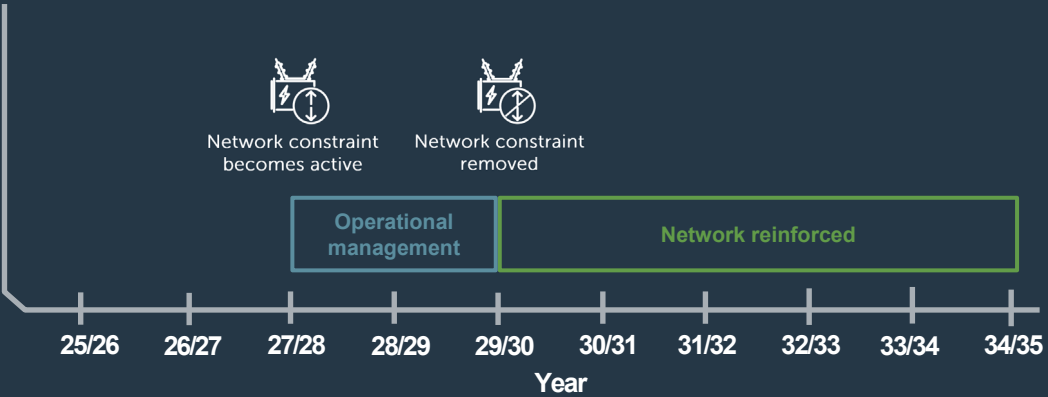 Network constraint
becomes active
Network constraint
removed
Operational
management
Network reinforced
25/26 26/27 27/28 28/29 29/30 30/31 31/32 32/33 33/34 34/35
Year